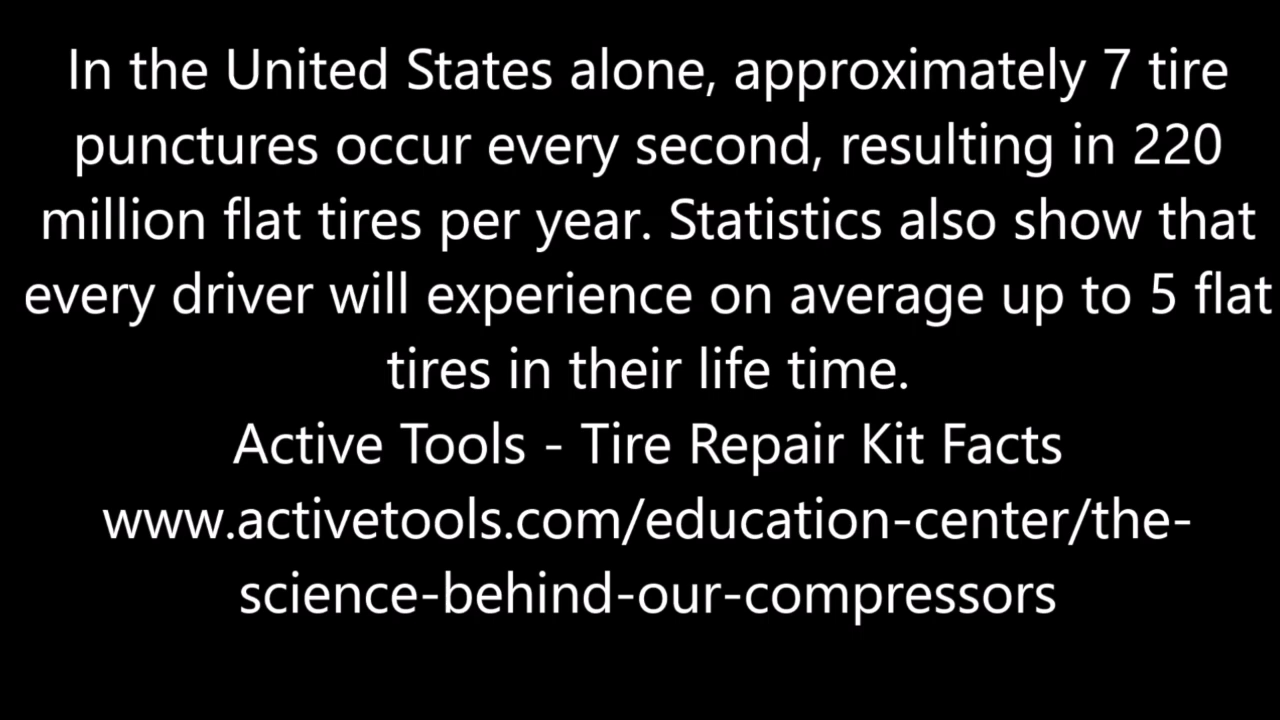 In the United States alone, approximately 7 tire
punctures occur every second, resulting in 220
million flat tires per year. Statistics also show that
every driver will experience on average up to 5 flat
tires in their life time.
Active Tools - Tire Repair Kit Facts
www.activetools.com/education-center/the-
science-behind-our-compressors